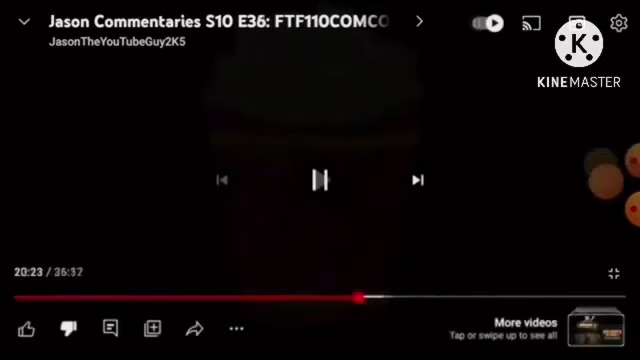 Jason Commentaries S10 E36: FTF110COMCO
JasonTheYouTubeGuy2K5
K
KINEMASTER
20:23 / 35:37
More videos
Tap or swipe up to see all